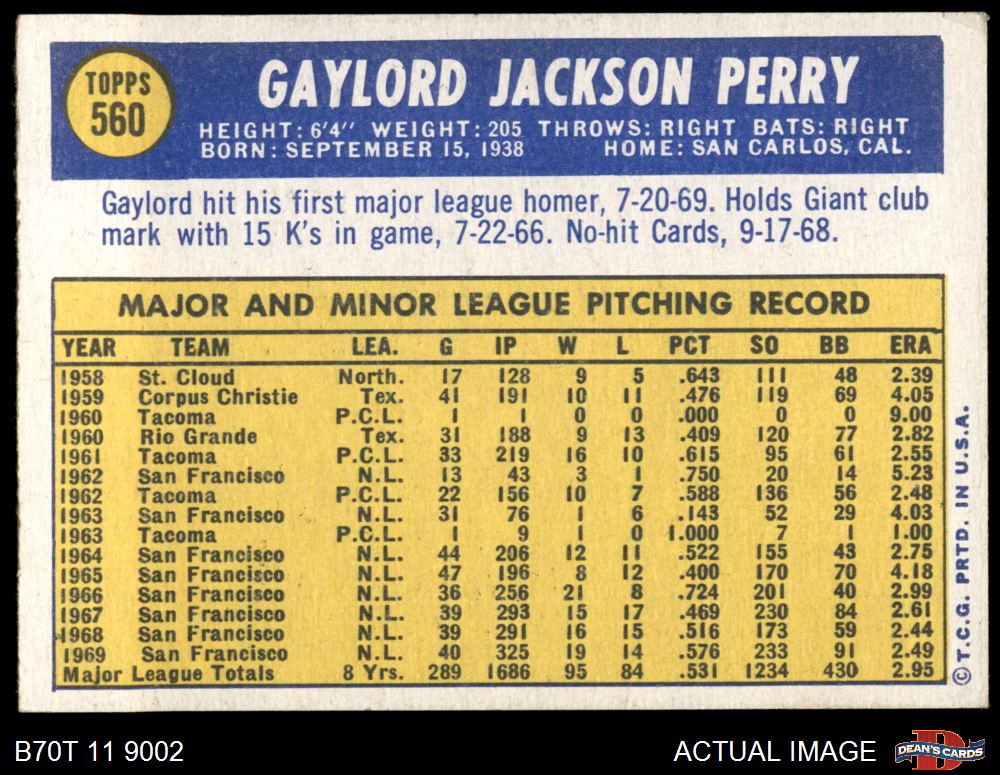 TOPPS
560
GAYLORD JACKSON PERRY
HEIGHT: 6'4" WEIGHT: 205 THROWS: RIGHT BATS: RIGHT
BORN: SEPTEMBER 15, 1938 HOME: SAN CARLOS, CAL.
Gaylord hit his first major league homer, 7-20-69. Holds Giant club
mark with 15 K's in game, 7-22-66. No-hit Cards, 9-17-68.
MAJOR AND MINOR LEAGUE PITCHING RECORD
YEAR TEAM LEA. G IP W L PCT SO BB ERA
1958 St. Cloud North. 17 128 9 5 .643 111 48 2.39
1959 Corpus Christie Tex. 41 191 10 11 .476 119 69 4.05
1960 Tacoma P.C.L. 1 1 0 0 .000 0 0 9.00
1960 Rio Grande Tex. 31 188 9 13 .409 120 77 2.82
1961 Tacoma P.C.L. 33 219 16 10 .615 95 61 2.55
1962 San Francisco N.L. 13 43 3 1 .750 20 14 5.23
1962 Tacoma P.C.L. 22 156 10 7 .588 136 56 2.48
1963 San Francisco N.L. 31 76 1 6 .143 52 29 4.03
1963 Tacoma P.C.L. 1 9 1 0 1.000 7 1 1.00
1964 San Francisco N.L. 44 206 12 11 .522 155 43 2.75
1965 San Francisco N.L. 47 196 8 12 .400 170 70 4.18
1966 San Francisco N.L. 36 256 21 8 .724 201 40 2.99
1967 San Francisco N.L. 39 293 15 17 .469 230 84 2.61
1968 San Francisco N.L. 39 291 16 15 .516 173 59 2.44
1969 San Francisco N.L. 40 325 19 14 .576 233 91 2.49
Major League Totals 8 Yrs. 289 1686 95 84 .531 1234 430 2.95
© T.C.G. PRTD. IN U.S.A.
B70T 11 9002
ACTUAL IMAGE
D
DEAN'S CARDS